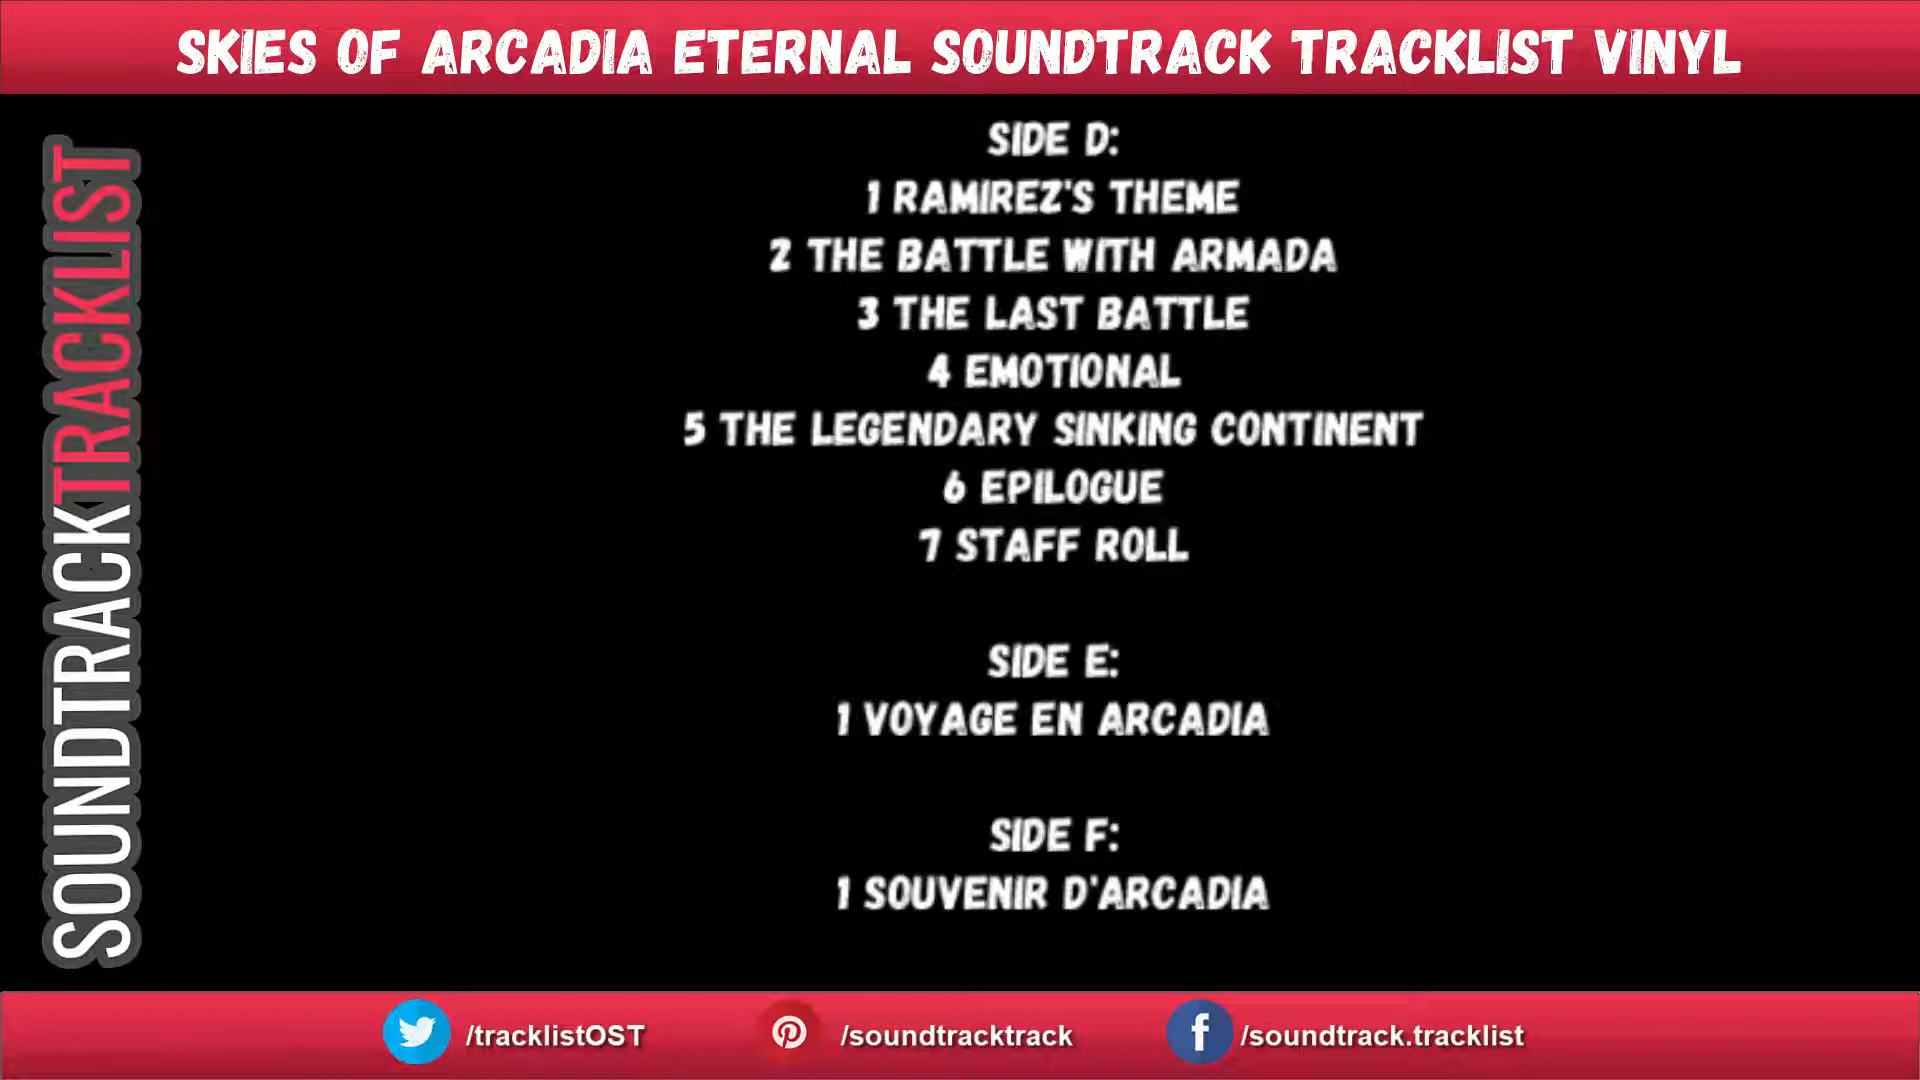 SKIES OF ARCADIA ETERNAL SOUNDTRACK TRACKLIST VINYL
SOUNDTRACKTRACKLIST
SIDE D:
1 RAMIREZ'S THEME
2 THE BATTLE WITH ARMADA
3 THE LAST BATTLE
4 EMOTIONAL
5 THE LEGENDARY SINKING CONTINENT
6 EPILOGUE
7 STAFF ROLL
SIDE E:
1 VOYAGE EN ARCADIA
SIDE F:
1 SOUVENIR D'ARCADIA
/tracklistOST
/soundtracktrack
/soundtrack.tracklist